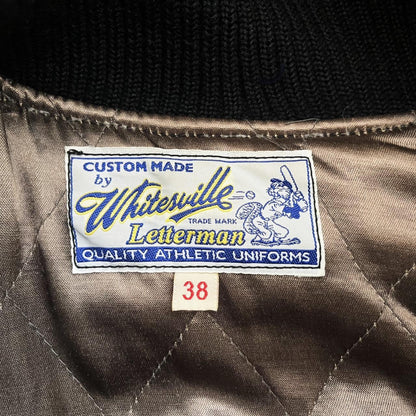 CUSTOM MADE
by
Whitesville
TRADE MARK
Letterman
QUALITY ATHLETIC UNIFORMS
38